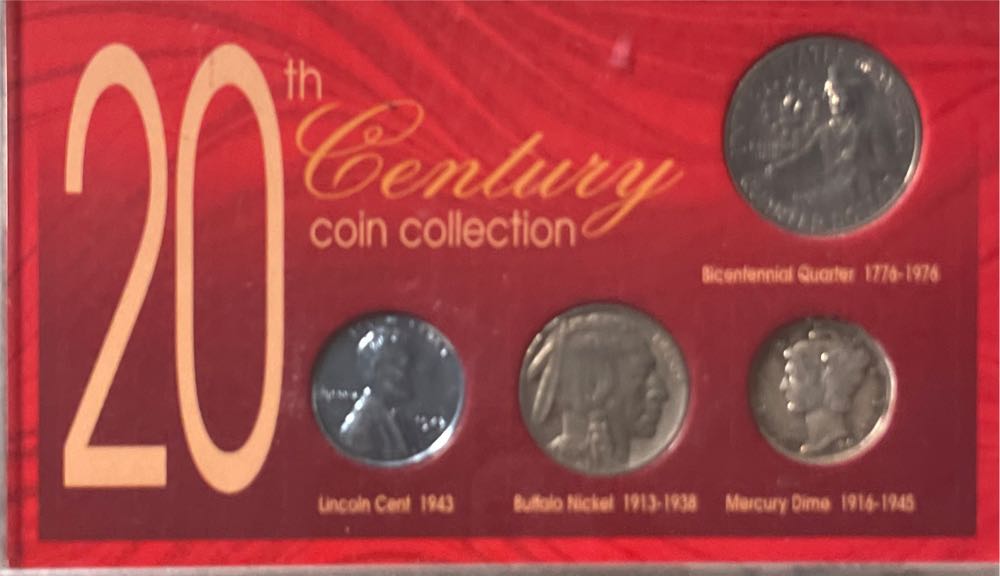 20th
Century
coin collection
Bicentennial Quarter 1776-1976
Lincoln Cent 1943
Buffalo Nickel 1913-1938
Mercury Dime 1916-1945